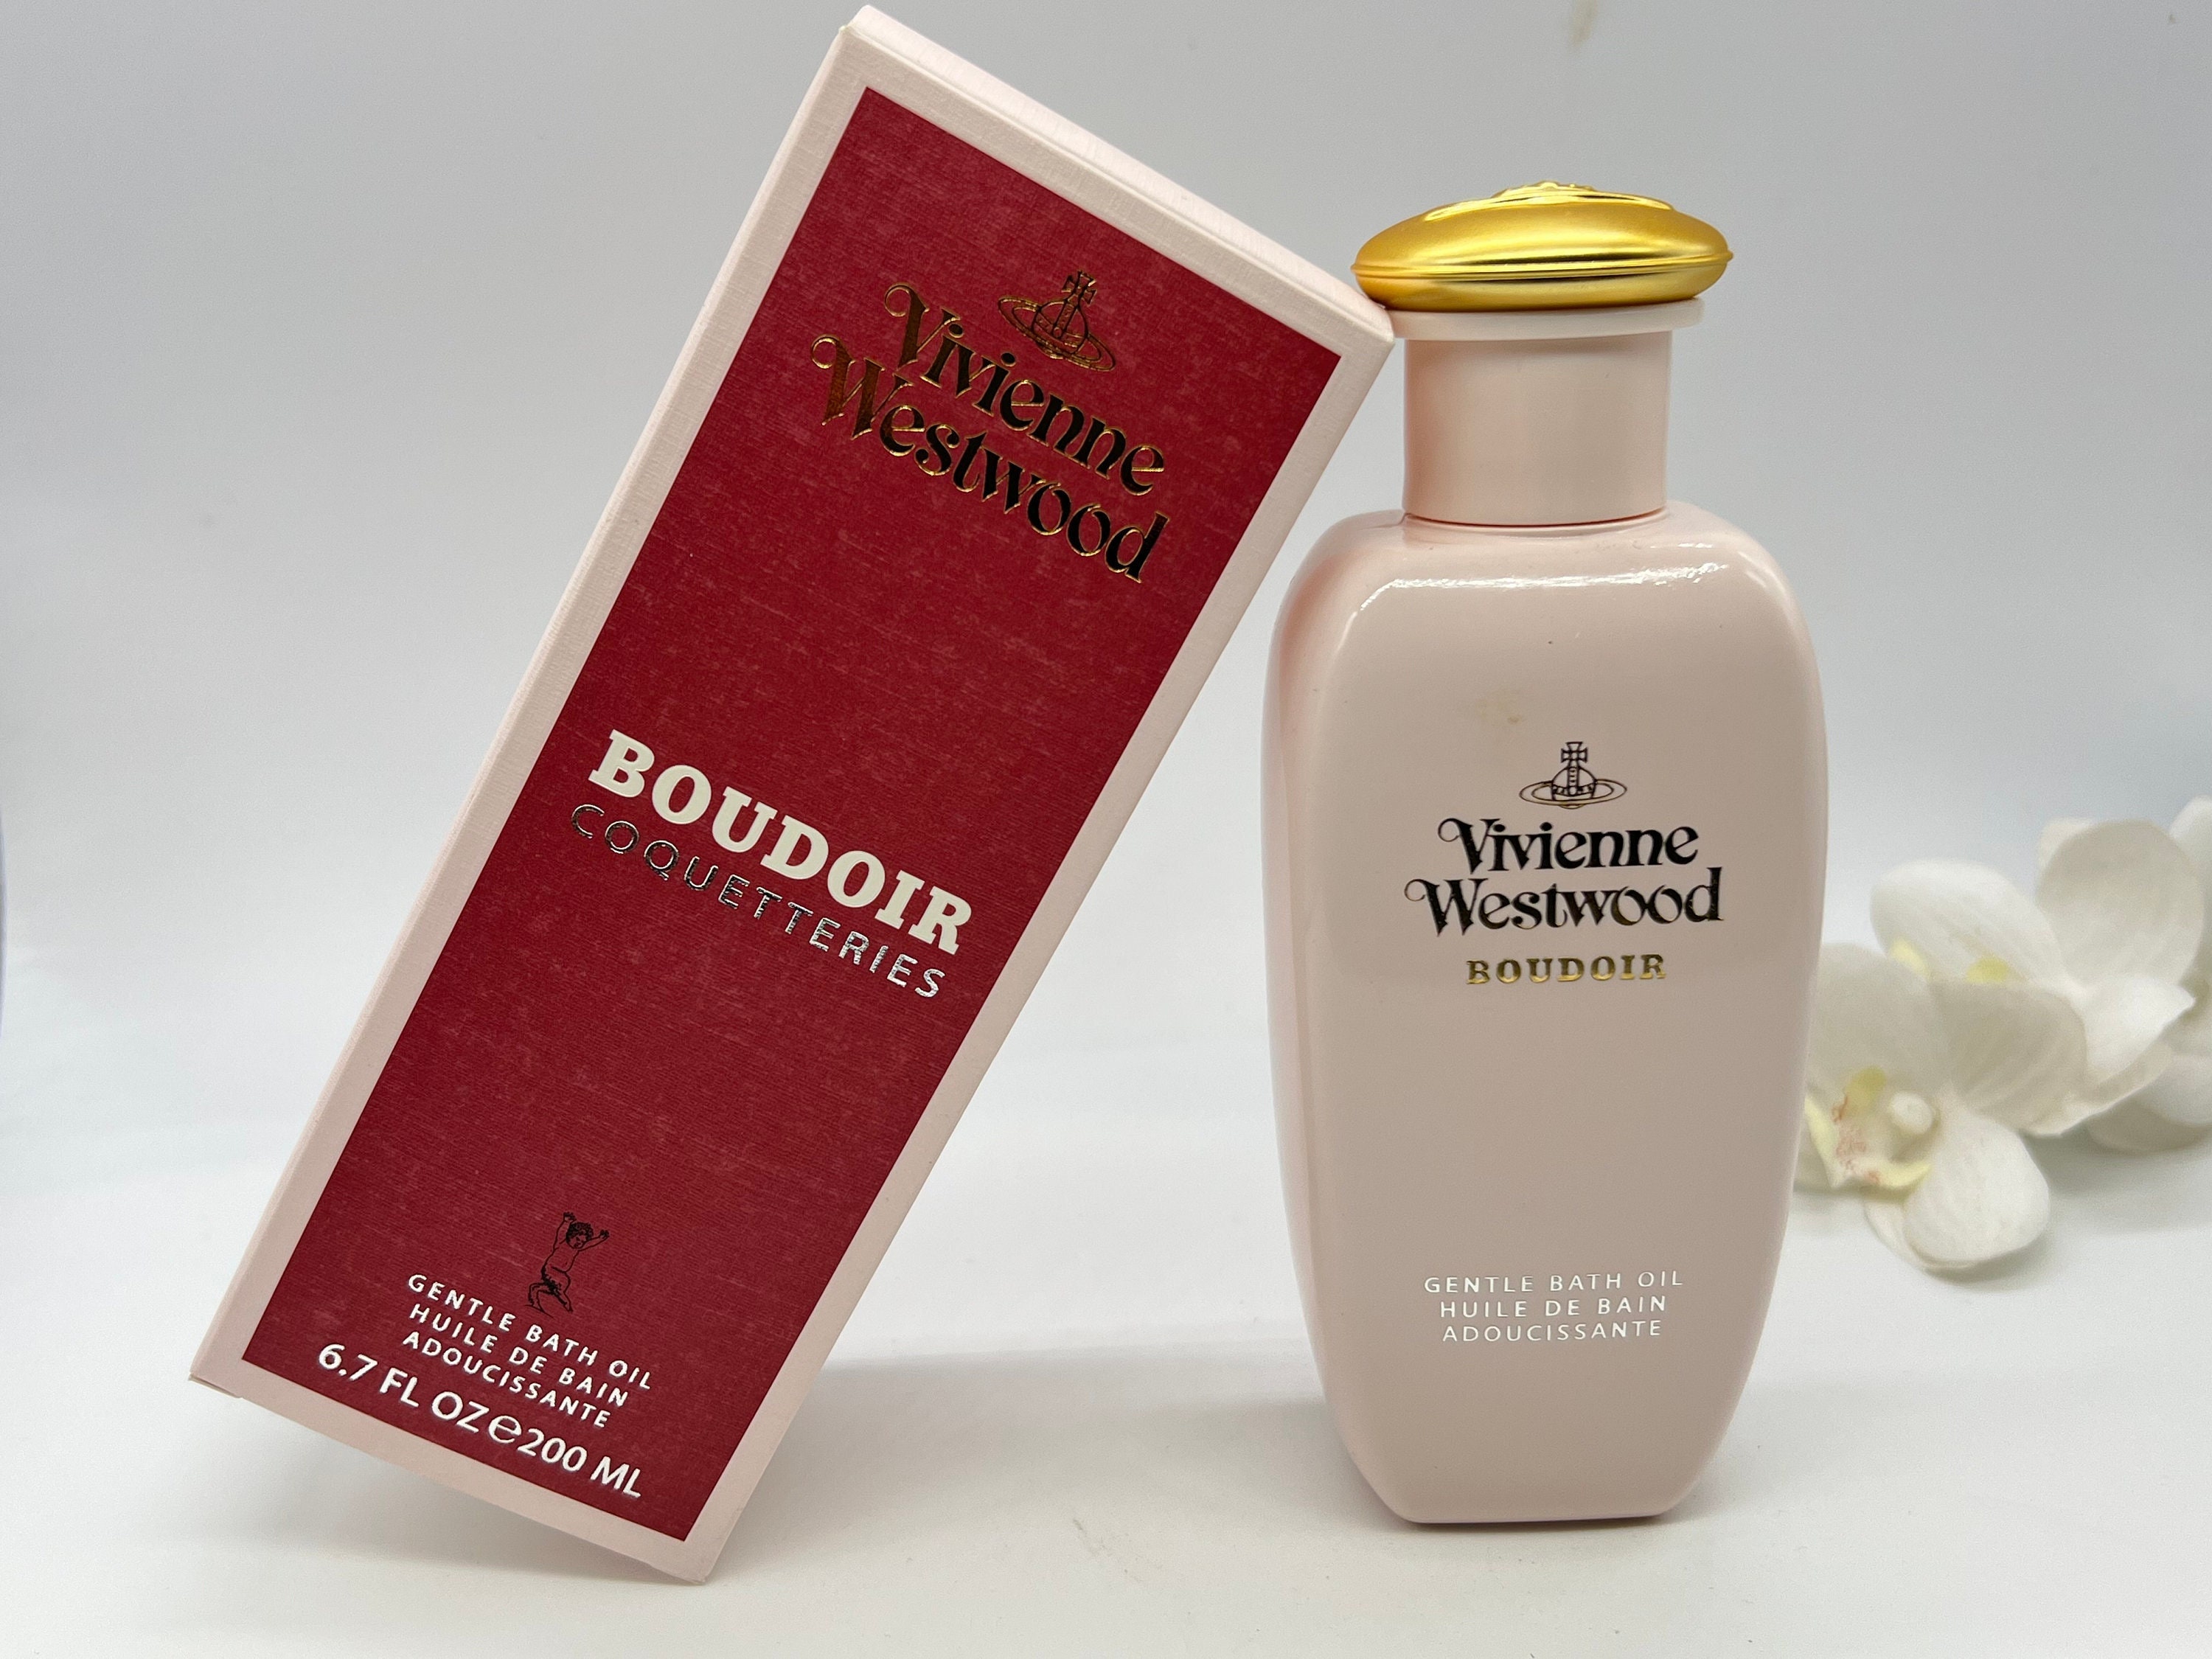 Vivienne
Westwood
BOUDOIR
COQUETTERIES
GENTLE BATH OIL
HUILE DE BAIN
ADOUCISSANTE
6.7 FL OZ ℮ 200 ML
Vivienne
Westwood
BOUDOIR
GENTLE BATH OIL
HUILE DE BAIN
ADOUCISSANTE